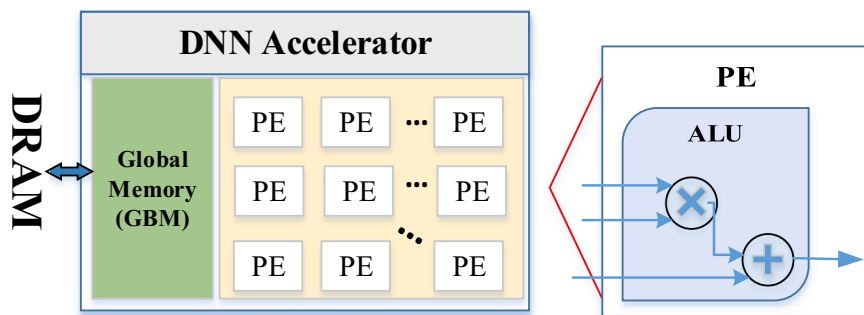 DNN Accelerator
DRAM
Global
Memory
(GBM)
PE PE ... PE
PE PE ... PE
...
PE PE PE
PE
ALU